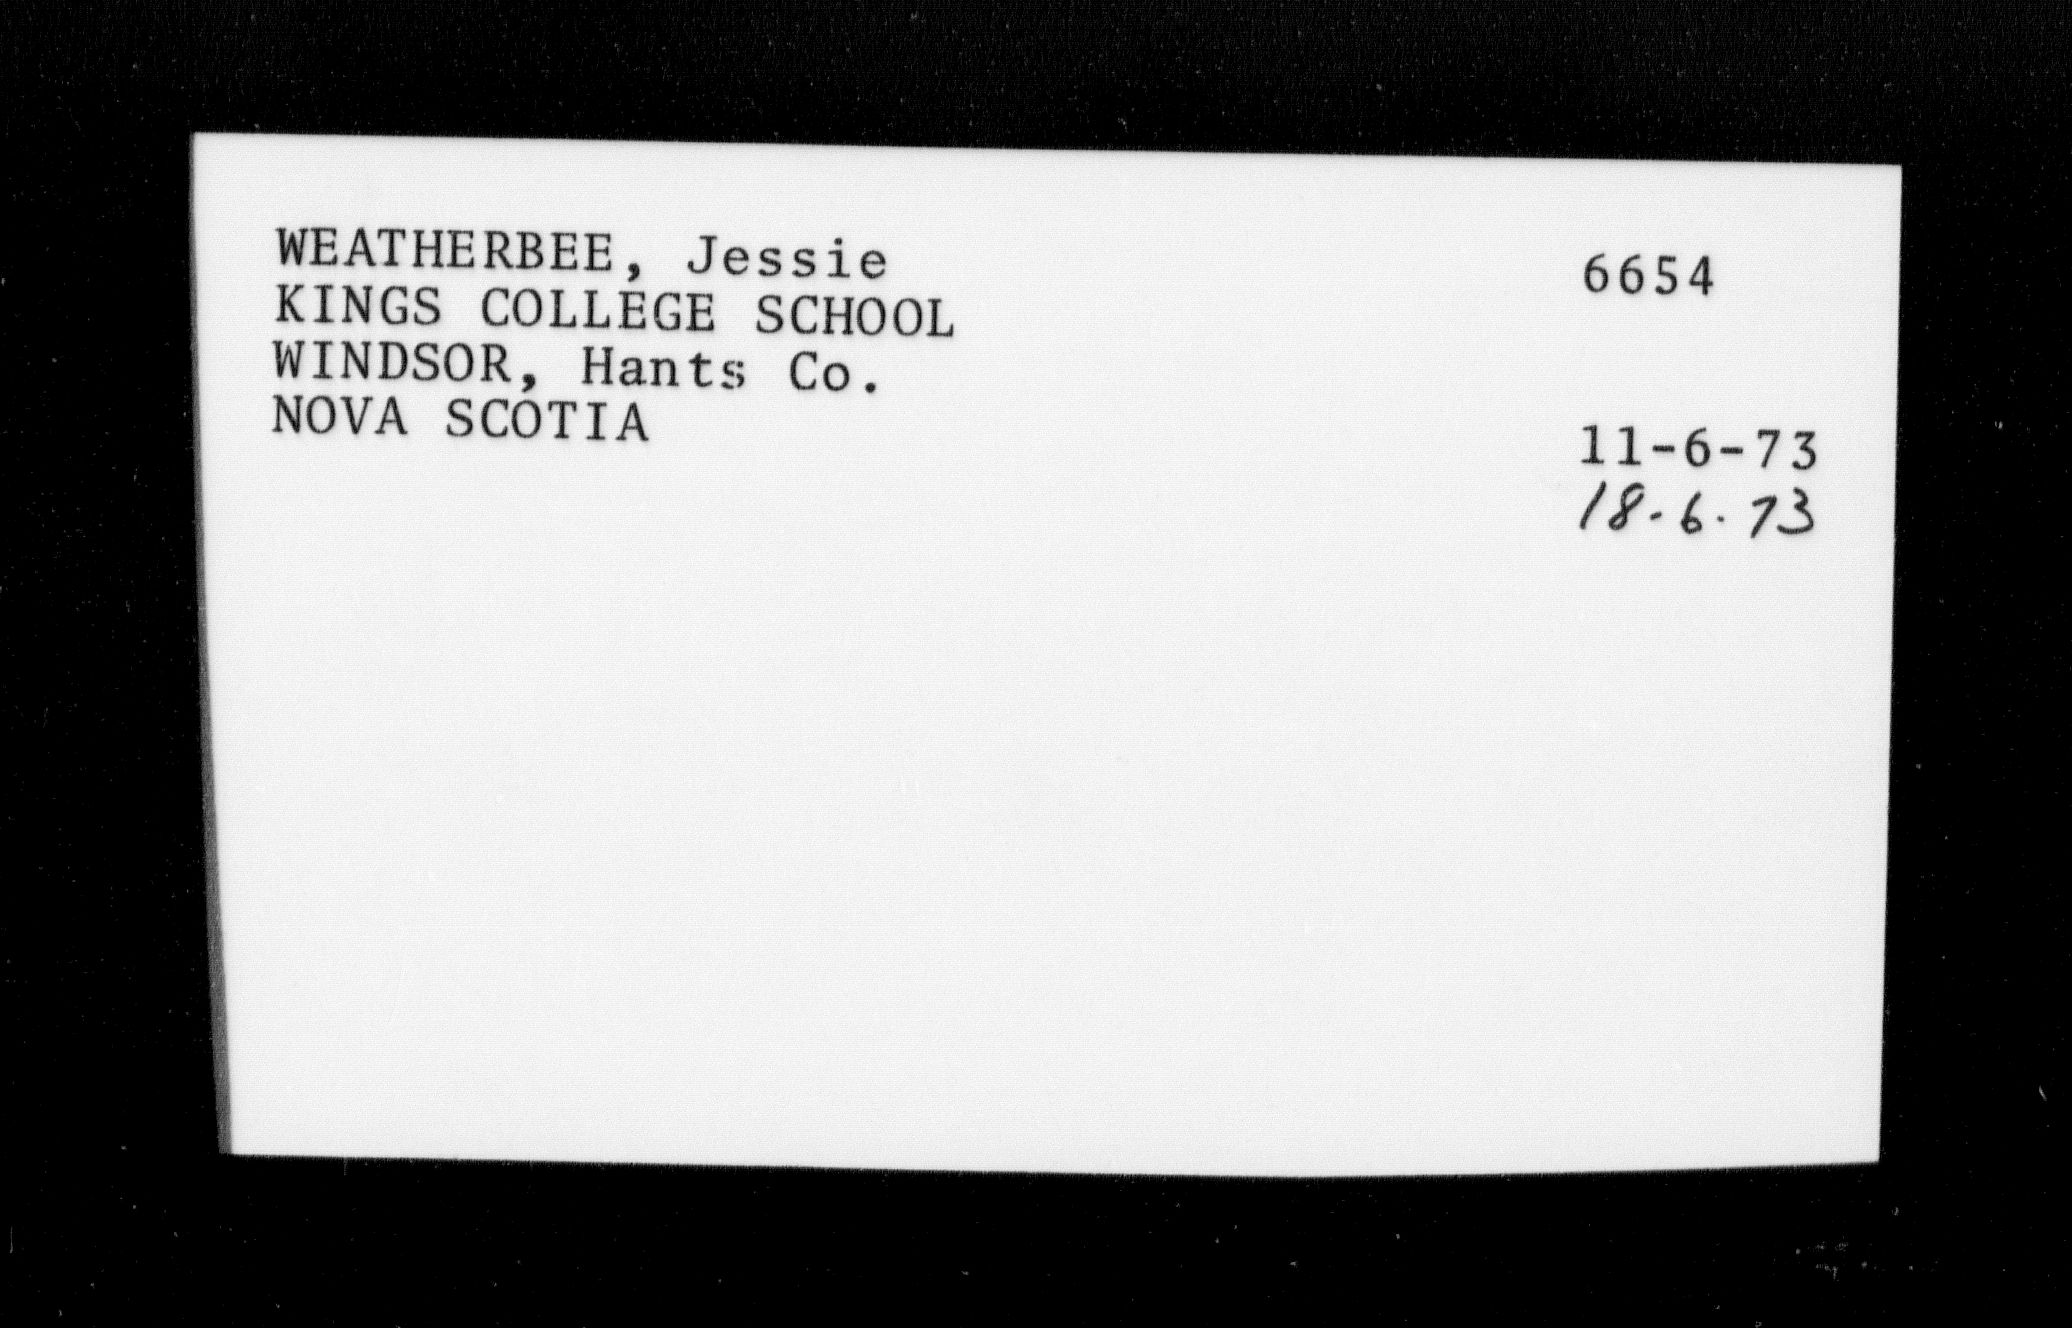 WEATHERBEE, Jessie 6654
KINGS COLLEGE SCHOOL
WINDSOR, Hants Co.
NOVA SCOTIA 11-6-73
18.6.73